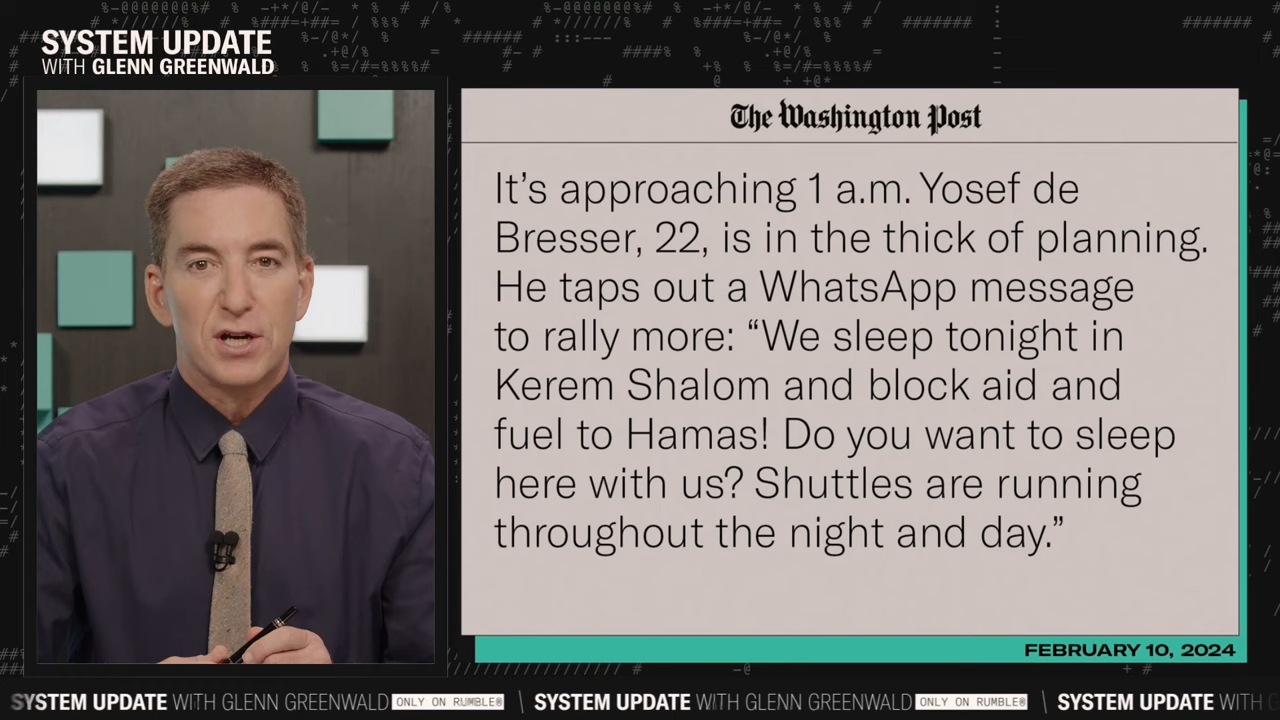 SYSTEM UPDATE
WITH GLENN GREENWALD
The Washington Post
It’s approaching 1 a.m. Yosef de
Bresser, 22, is in the thick of planning.
He taps out a WhatsApp message
to rally more: “We sleep tonight in
Kerem Shalom and block aid and
fuel to Hamas! Do you want to sleep
here with us? Shuttles are running
throughout the night and day.”
FEBRUARY 10, 2024
SYSTEM UPDATE WITH GLENN GREENWALD ONLY ON RUMBLE® \ SYSTEM UPDATE WITH GLENN GREENWALD ONLY ON RUMBLE® \ SYSTEM UPDATE WITH